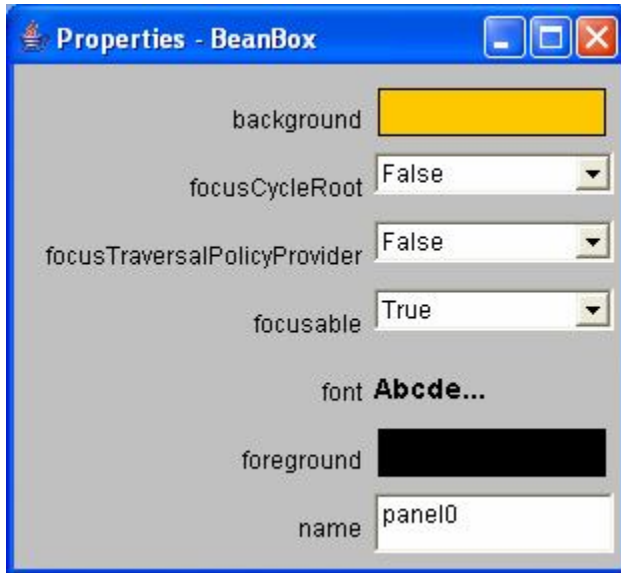 Properties - BeanBox
background
focusCycleRoot False
focusTraversalPolicyProvider False
focusable True
font Abcde...
foreground
name panel0